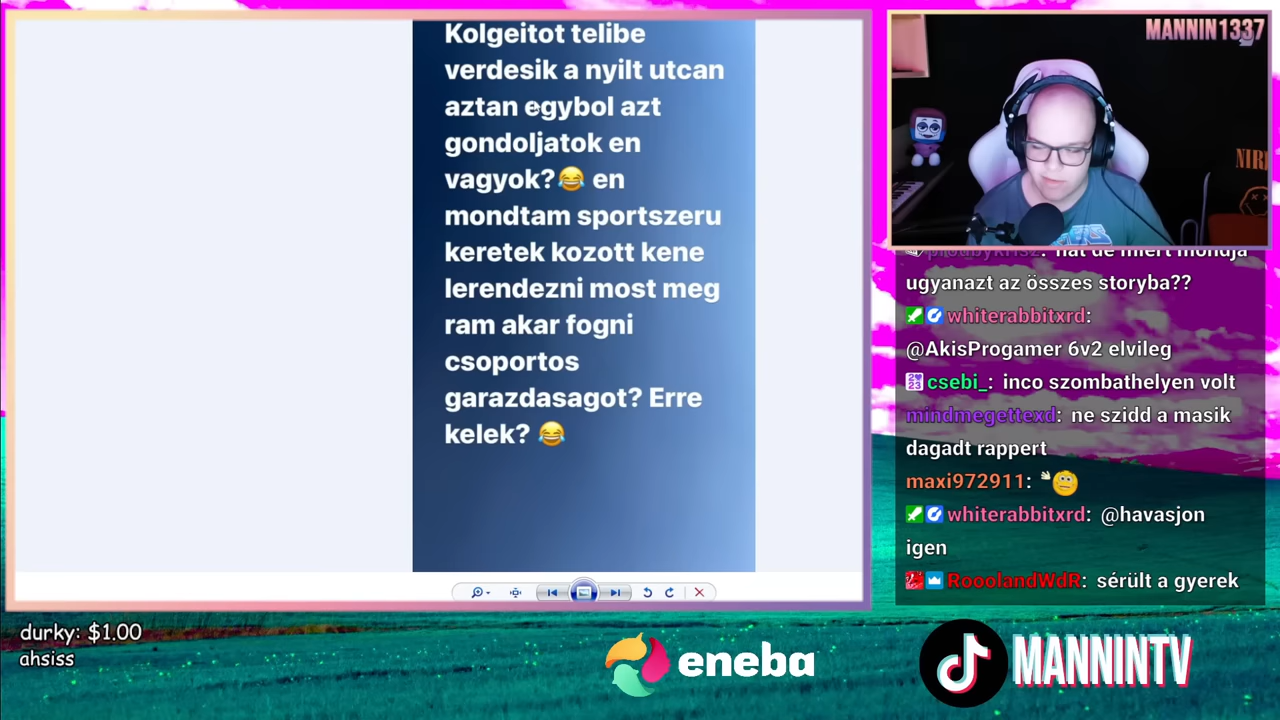 Kolgeitot telibe
verdesik a nyilt utcan
aztan egybol azt
gondoljatok en
vagyok?😂 en
mondtam sportszeru
keretek kozott kene
lerendezni most meg
ram akar fogni
csoportos
garazdasagot? Erre
kelek? 😂
MANNIN1337
NIR
hát de miért mondja
ugyanazt az összes storyba??
whiterabbitxrd:
@AkisProgamer 6v2 elvileg
csebi_: inco szombathelyen volt
mindmegettexd: ne szidd a masik
dagadt rappert
maxi972911:
whiterabbitxrd: @havasjon
igen
RooolandWdR: sérült a gyerek
durky: $1.00
ahsiss
eneba
MANNINTV